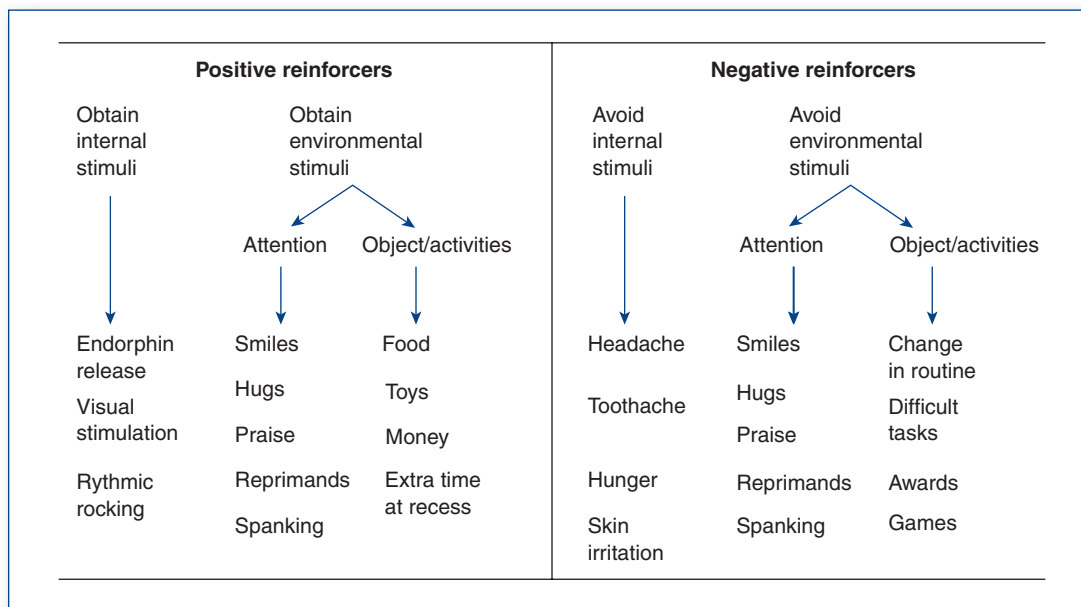 Positive reinforcers
Obtain
internal
stimuli
Obtain
environmental
stimuli
Attention
Object/activities
Endorphin
release
Visual
stimulation
Rythmic
rocking
Smiles
Hugs
Praise
Reprimands
Spanking
Food
Toys
Money
Extra time
at recess
Negative reinforcers
Avoid
internal
stimuli
Avoid
environmental
stimuli
Attention
Object/activities
Headache
Toothache
Hunger
Skin
irritation
Smiles
Hugs
Praise
Reprimands
Spanking
Change
in routine
Difficult
tasks
Awards
Games